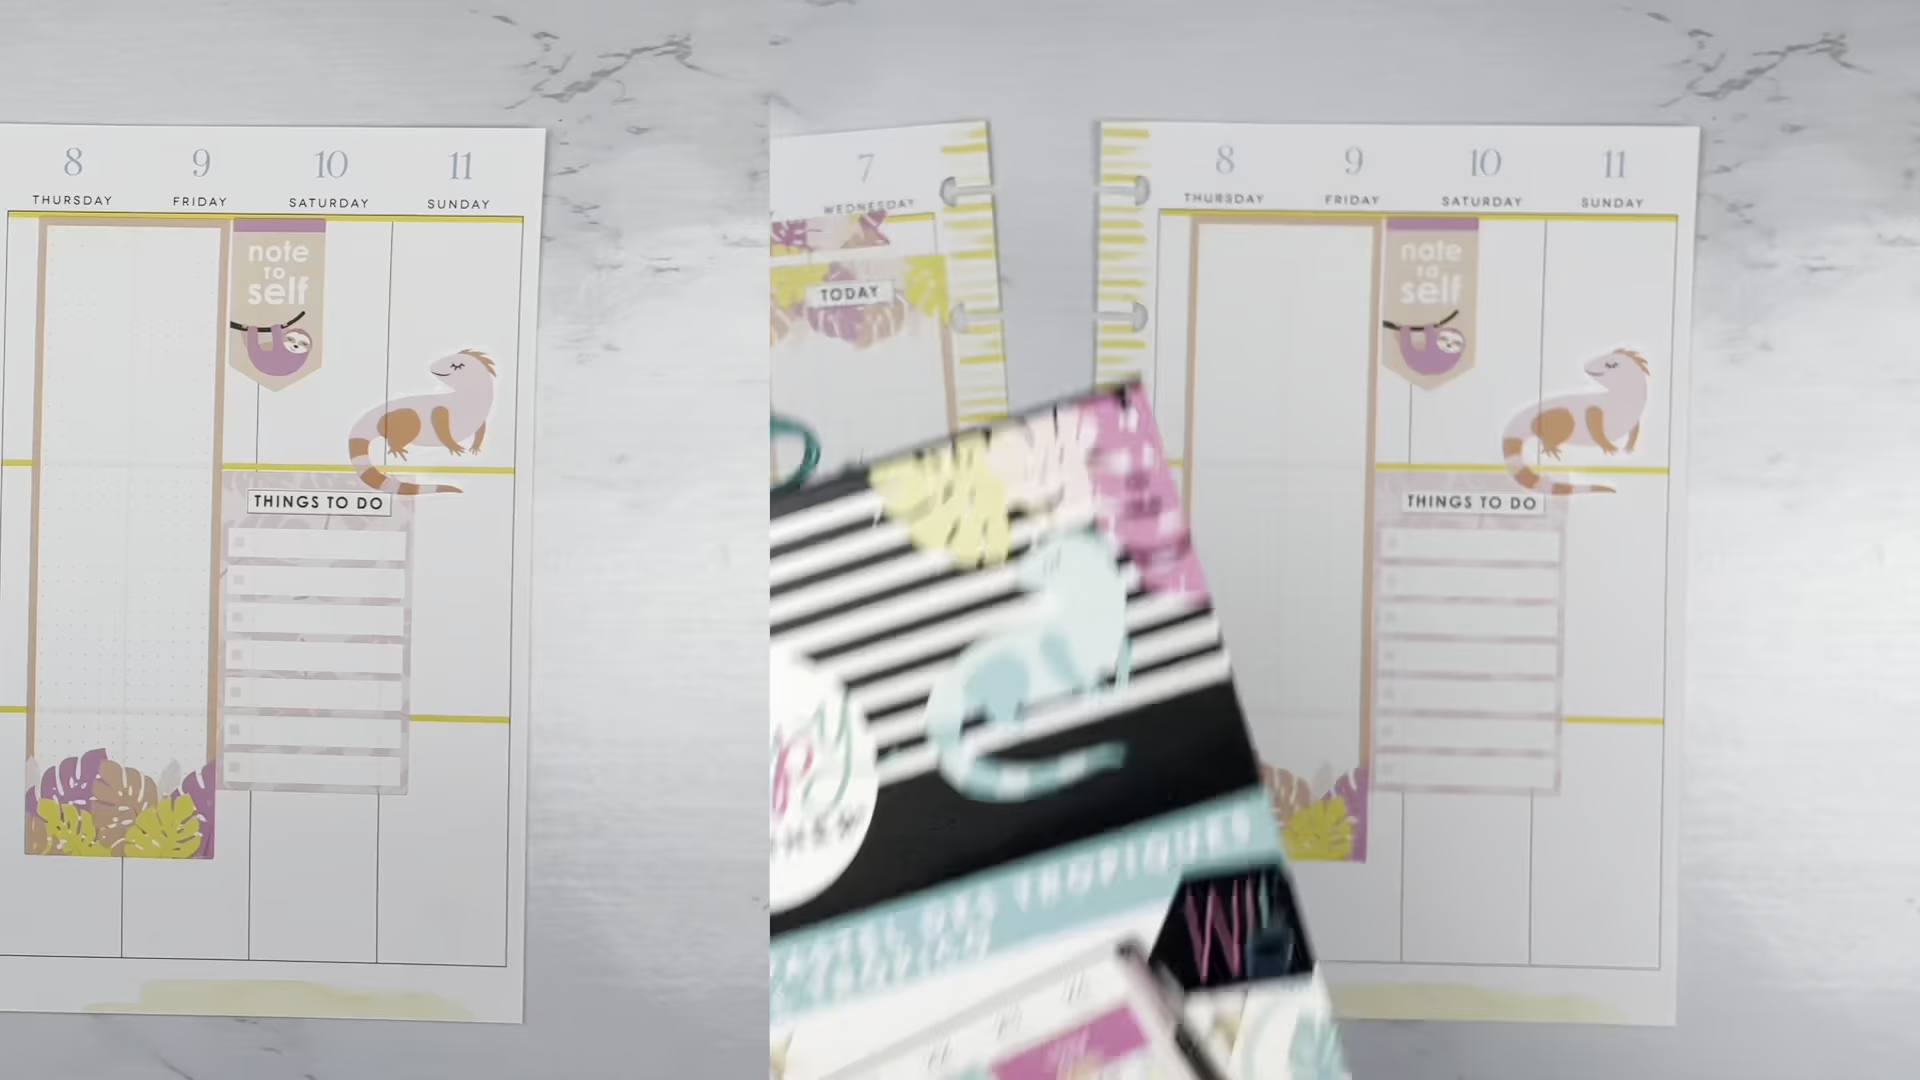 8 9 10 11
THURSDAY FRIDAY SATURDAY SUNDAY
note
TO
self
THINGS TO DO
7
WEDNESDAY
TODAY
8 9 10 11
THURSDAY FRIDAY SATURDAY SUNDAY
note
TO
self
THINGS TO DO
TROPIQUES